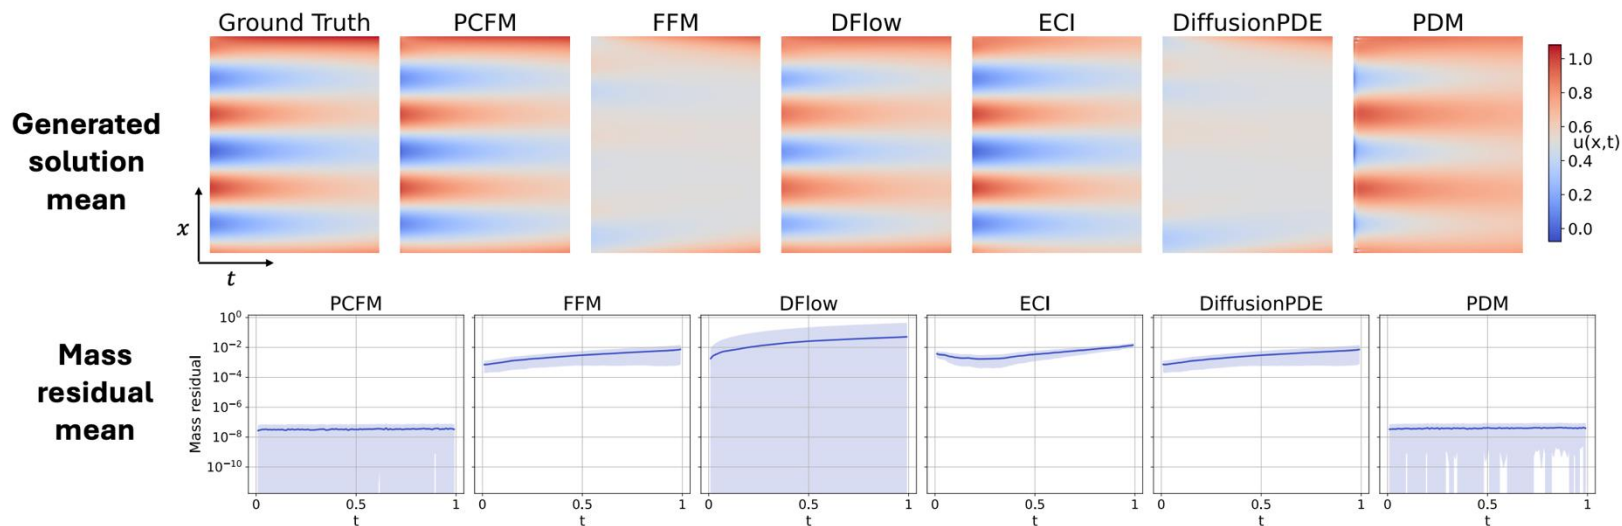 Ground Truth PCFM FFM DFlow ECI DiffusionPDE PDM
Generated
solution
mean
x
t
1.0
0.8
0.6
u(x,t)
0.4
0.2
0.0
PCFM FFM DFlow ECI DiffusionPDE PDM
Mass
residual
mean
Mass residual
10⁰
10⁻²
10⁻⁴
10⁻⁶
10⁻⁸
10⁻¹⁰
0 0.5 1 0 0.5 1 0 0.5 1 0 0.5 1 0 0.5 1 0 0.5 1
t t t t t t